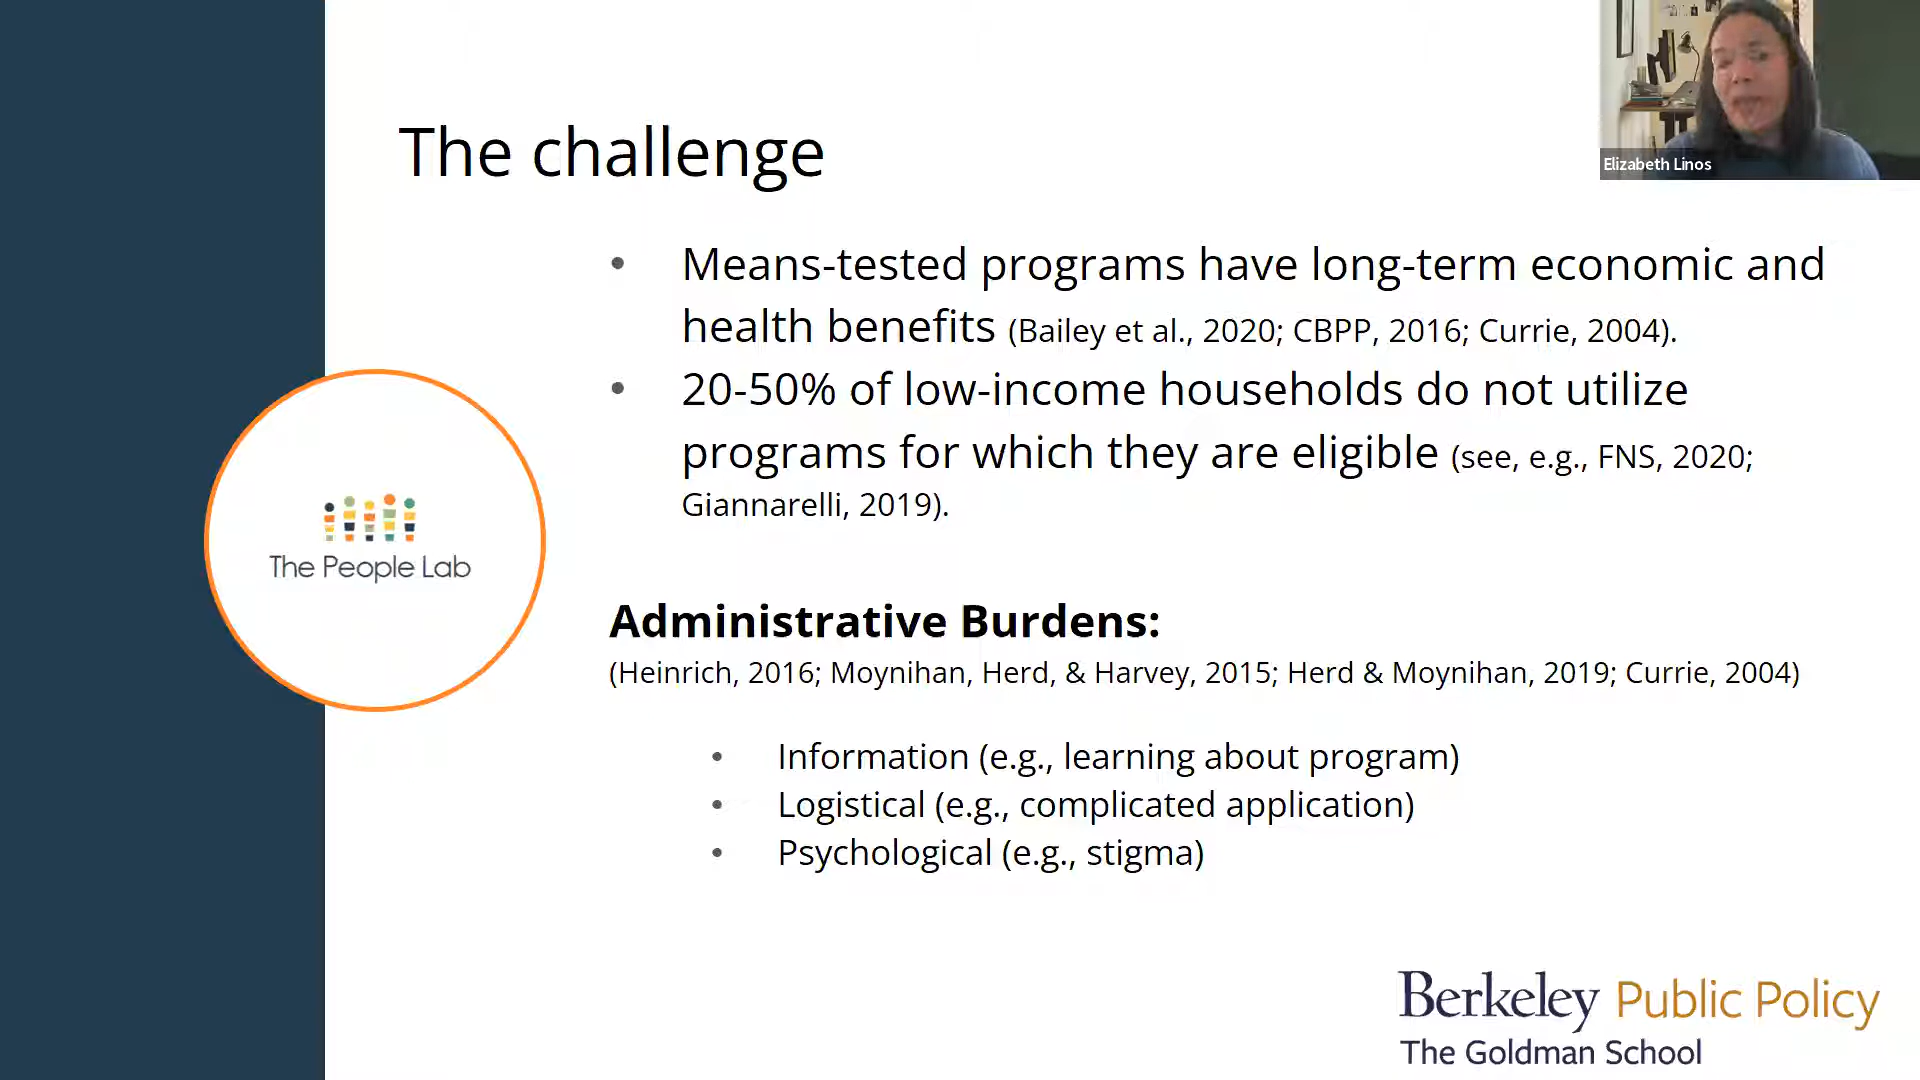 Elizabeth Linos
The challenge
• Means-tested programs have long-term economic and
health benefits (Bailey et al., 2020; CBPP, 2016; Currie, 2004).
• 20-50% of low-income households do not utilize
programs for which they are eligible (see, e.g., FNS, 2020;
Giannarelli, 2019).
The People Lab
Administrative Burdens:
(Heinrich, 2016; Moynihan, Herd, & Harvey, 2015; Herd & Moynihan, 2019; Currie, 2004)
• Information (e.g., learning about program)
• Logistical (e.g., complicated application)
• Psychological (e.g., stigma)
Berkeley Public Policy
The Goldman School